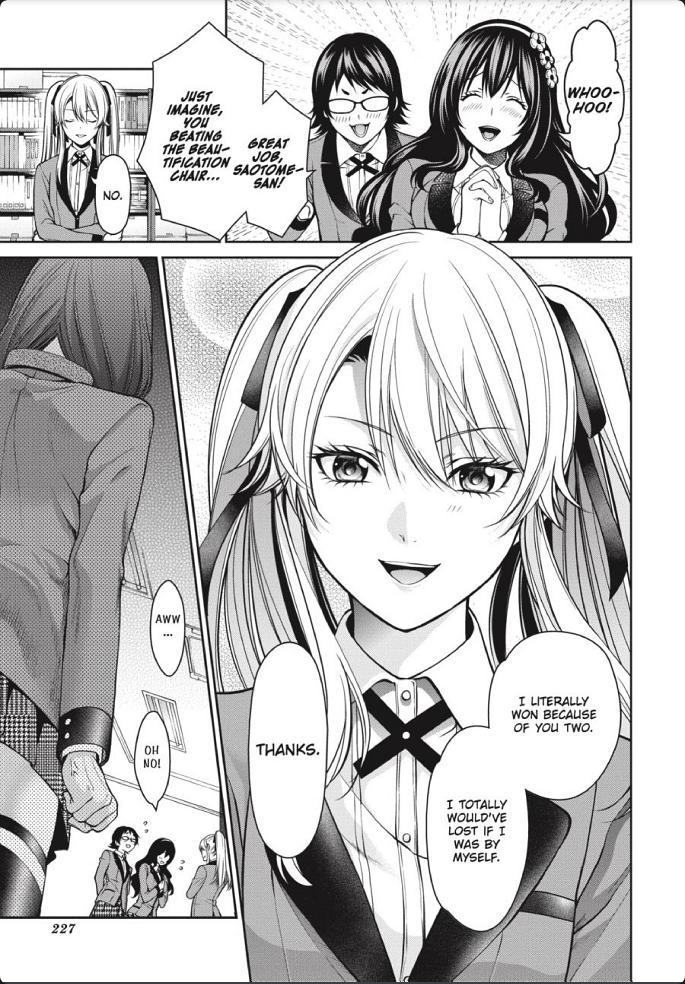 WHOO-
HOO!
GREAT
JOB,
SAOTOME-
SAN!
JUST
IMAGINE,
YOU
BEATING
THE BEAU-
TIFICATION
CHAIR...
NO.
I LITERALLY
WON BECAUSE
OF YOU TWO.
I TOTALLY
WOULD'VE
LOST IF I
WAS BY
MYSELF.
THANKS.
AWW
...
OH
NO!
227